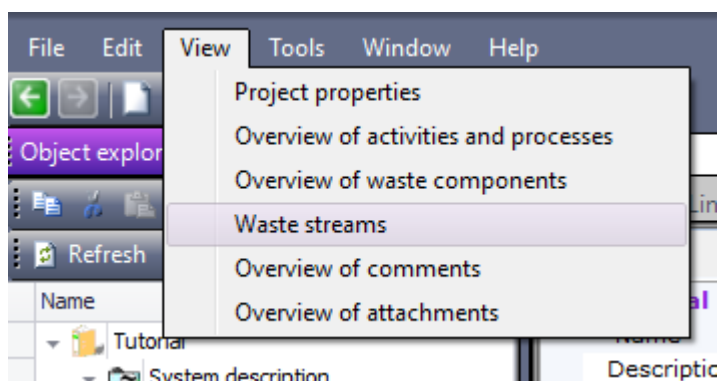 File Edit View Tools Window Help
Project properties
Overview of activities and processes
Object explor
Overview of waste components
Waste streams
Refresh
Overview of comments
Name
Overview of attachments
Tutorial
System description
Descriptio